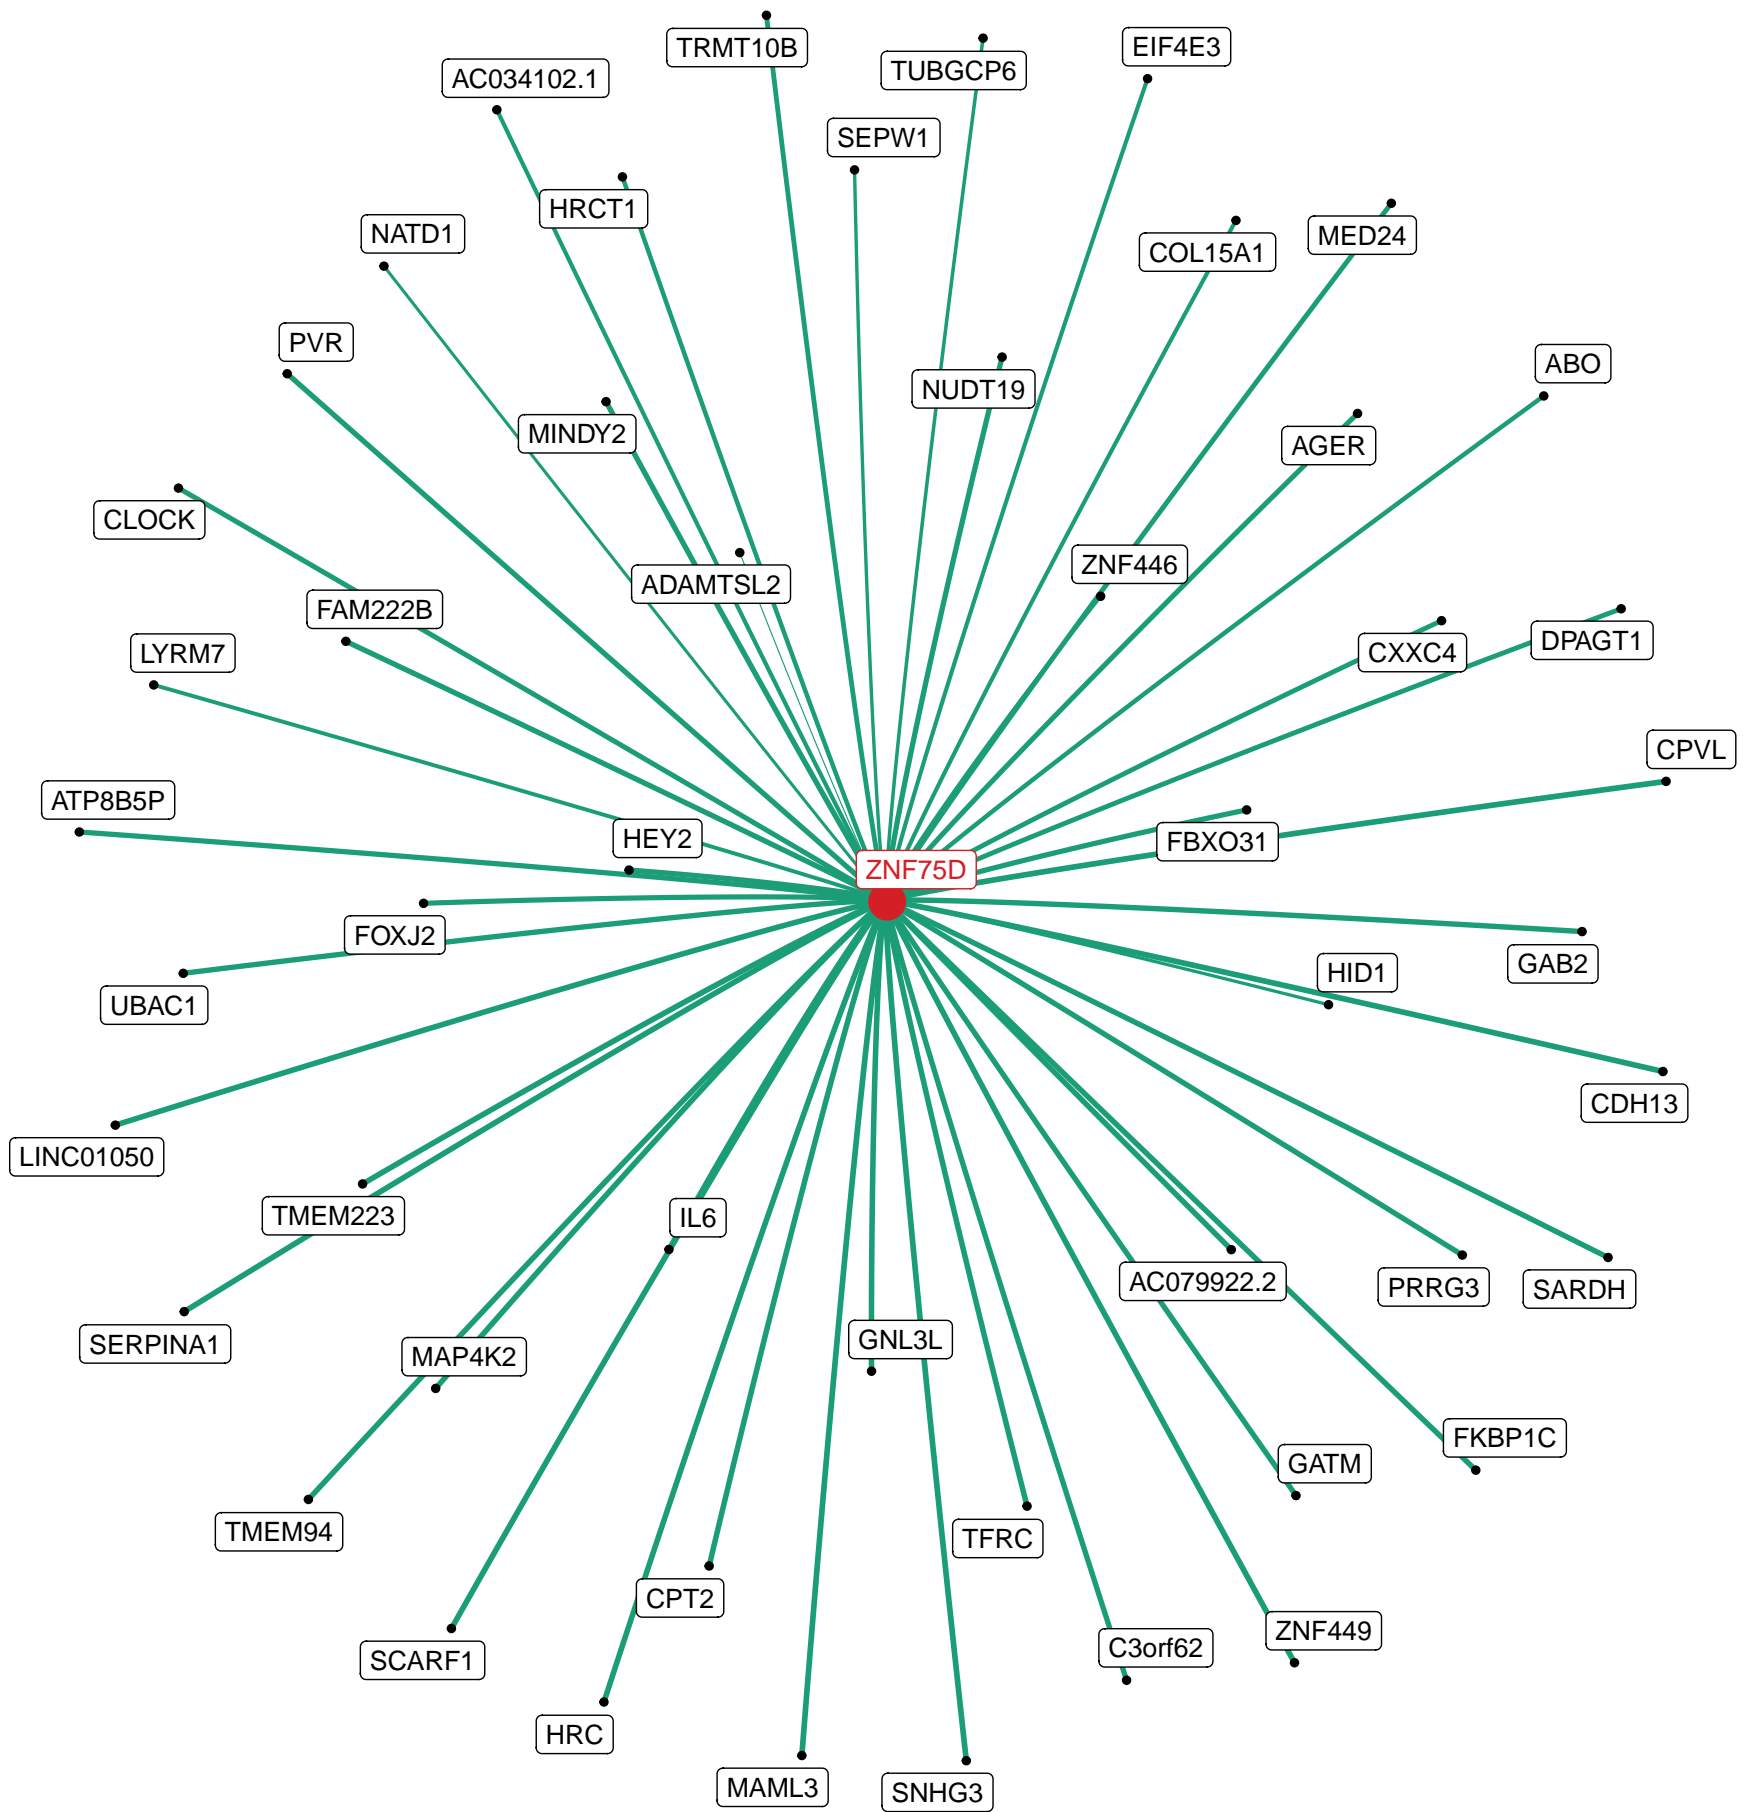 TRMT10B
EIF4E3
TUBGCP6
AC034102.1
SEPW1
HRCT1
NATD1
MED24
COL15A1
PVR
ABO
NUDT19
MINDY2
AGER
CLOCK
ZNF446
ADAMTSL2
FAM222B
DPAGT1
LYRM7
CXXC4
CPVL
ATP8B5P
HEY2
FBXO31
ZNF75D
FOXJ2
GAB2
HID1
UBAC1
CDH13
LINC01050
TMEM223
IL6
AC079922.2
PRRG3
SARDH
GNL3L
SERPINA1
MAP4K2
FKBP1C
GATM
TMEM94
TFRC
CPT2
ZNF449
C3orf62
SCARF1
HRC
MAML3
SNHG3